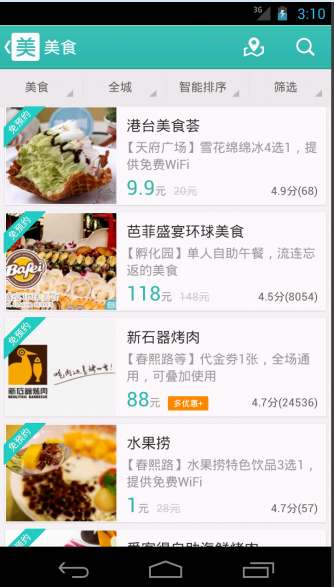 3G 3:10
美 美食
美食 全城 智能排序 筛选
免预约
港台美食荟
【天府广场】雪花绵绵冰4选1，提
供免费WiFi
9.9元 20元 4.9分(68)
免预约
芭菲盛宴环球美食
【孵化园】单人自助午餐，流连忘
返的美食
118元 148元 4.5分(8054)
Bafei
免预约
新石器烤肉
【春熙路等】代金券1张，全场通
用，可叠加使用
88元 多优惠+ 4.7分(24536)
新石器烤肉
NEOLITHIC BARBECUE
免预约
水果捞
【春熙路】水果捞特色饮品3选1，
提供免费WiFi
1元 28元 4.7分(57)